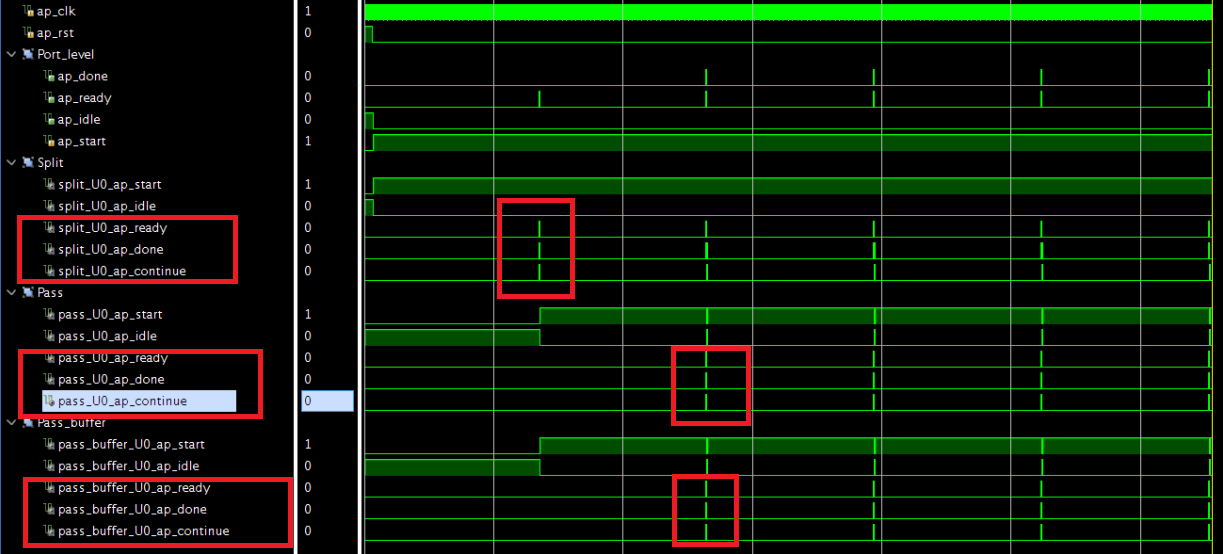 ap_clk 1
ap_rst 0
Port_level
ap_done 0
ap_ready 0
ap_idle 0
ap_start 1
Split
split_U0_ap_start 1
split_U0_ap_idle 0
split_U0_ap_ready 0
split_U0_ap_done 0
split_U0_ap_continue 0
Pass
pass_U0_ap_start 1
pass_U0_ap_idle 0
pass_U0_ap_ready 0
pass_U0_ap_done 0
pass_U0_ap_continue 0
Pass_buffer
pass_buffer_U0_ap_start 1
pass_buffer_U0_ap_idle 0
pass_buffer_U0_ap_ready 0
pass_buffer_U0_ap_done 0
pass_buffer_U0_ap_continue 0